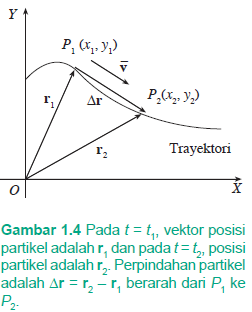 Y
P₁ (x₁, y₁)
v̅
P₂(x₂, y₂)
r₁
Δr
r₂
Trayektori
O
X
Gambar 1.4 Pada t = t₁, vektor posisi
partikel adalah r₁ dan pada t = t₂, posisi
partikel adalah r₂. Perpindahan partikel
adalah Δr = r₂ – r₁ berarah dari P₁ ke
P₂.